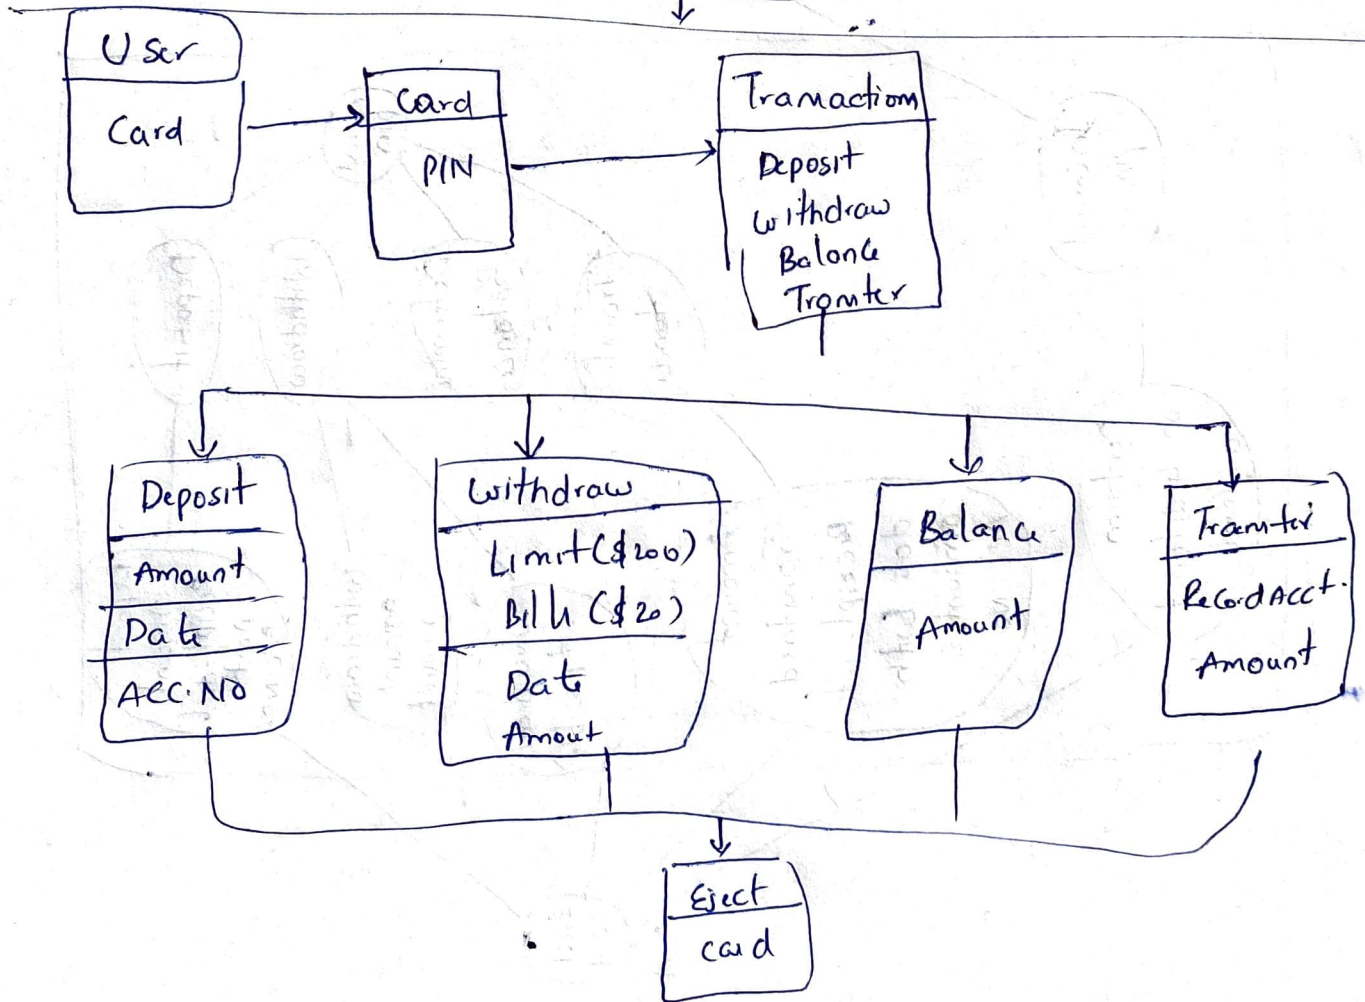 User
Card
Card
PIN
Transaction
Deposit
Withdraw
Balance
Transfer
Deposit
Amount
Date
Acc. No
Withdraw
Limit ($200)
Bills ($20)
Date
Amout
Balance
Amount
Transfer
Record Acct.
Amount
Eject
Card